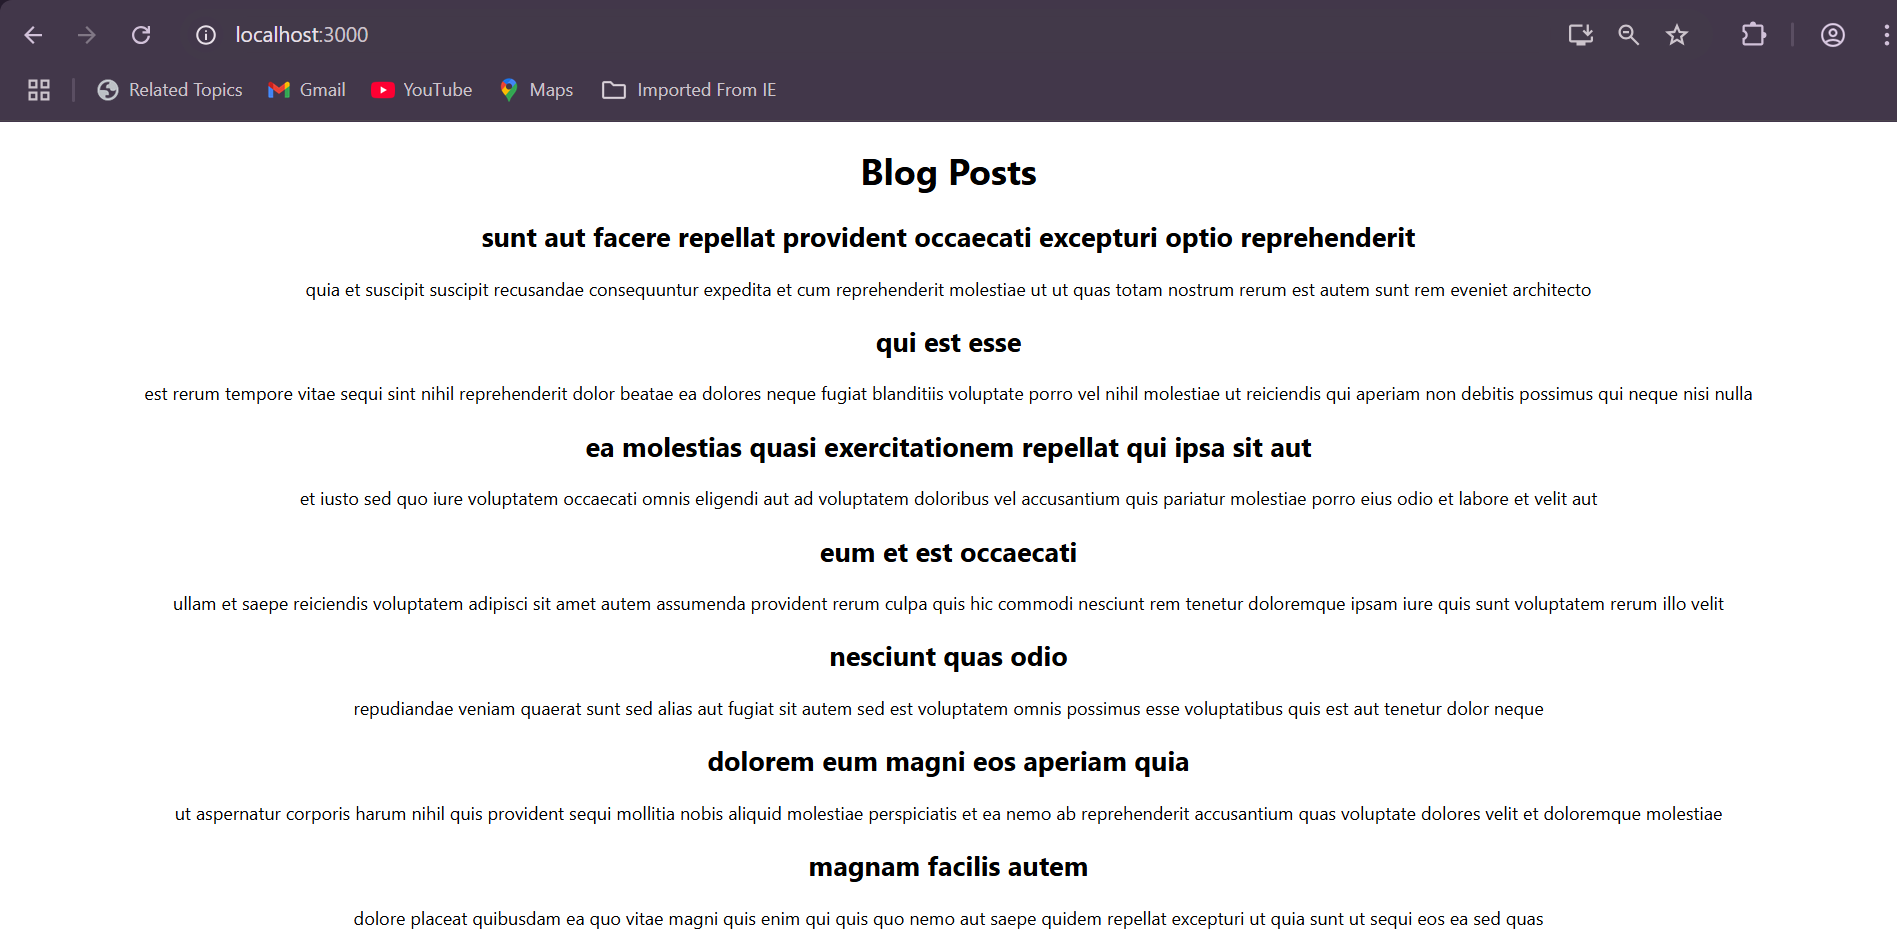 localhost:3000
Related Topics Gmail YouTube Maps Imported From IE
Blog Posts
sunt aut facere repellat provident occaecati excepturi optio reprehenderit
quia et suscipit suscipit recusandae consequuntur expedita et cum reprehenderit molestiae ut ut quas totam nostrum rerum est autem sunt rem eveniet architecto
qui est esse
est rerum tempore vitae sequi sint nihil reprehenderit dolor beatae ea dolores neque fugiat blanditiis voluptate porro vel nihil molestiae ut reiciendis qui aperiam non debitis possimus qui neque nisi nulla
ea molestias quasi exercitationem repellat qui ipsa sit aut
et iusto sed quo iure voluptatem occaecati omnis eligendi aut ad voluptatem doloribus vel accusantium quis pariatur molestiae porro eius odio et labore et velit aut
eum et est occaecati
ullam et saepe reiciendis voluptatem adipisci sit amet autem assumenda provident rerum culpa quis hic commodi nesciunt rem tenetur doloremque ipsam iure quis sunt voluptatem rerum illo velit
nesciunt quas odio
repudiandae veniam quaerat sunt sed alias aut fugiat sit autem sed est voluptatem omnis possimus esse voluptatibus quis est aut tenetur dolor neque
dolorem eum magni eos aperiam quia
ut aspernatur corporis harum nihil quis provident sequi mollitia nobis aliquid molestiae perspiciatis et ea nemo ab reprehenderit accusantium quas voluptate dolores velit et doloremque molestiae
magnam facilis autem
dolore placeat quibusdam ea quo vitae magni quis enim qui quis quo nemo aut saepe quidem repellat excepturi ut quia sunt ut sequi eos ea sed quas